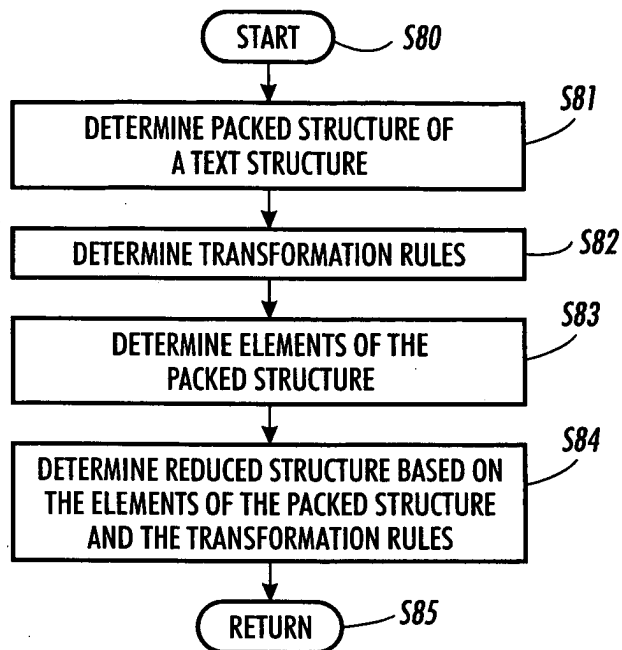 START
S80
S81
DETERMINE PACKED STRUCTURE OF
A TEXT STRUCTURE
S82
DETERMINE TRANSFORMATION RULES
S83
DETERMINE ELEMENTS OF THE
PACKED STRUCTURE
S84
DETERMINE REDUCED STRUCTURE BASED ON
THE ELEMENTS OF THE PACKED STRUCTURE
AND THE TRANSFORMATION RULES
RETURN
S85